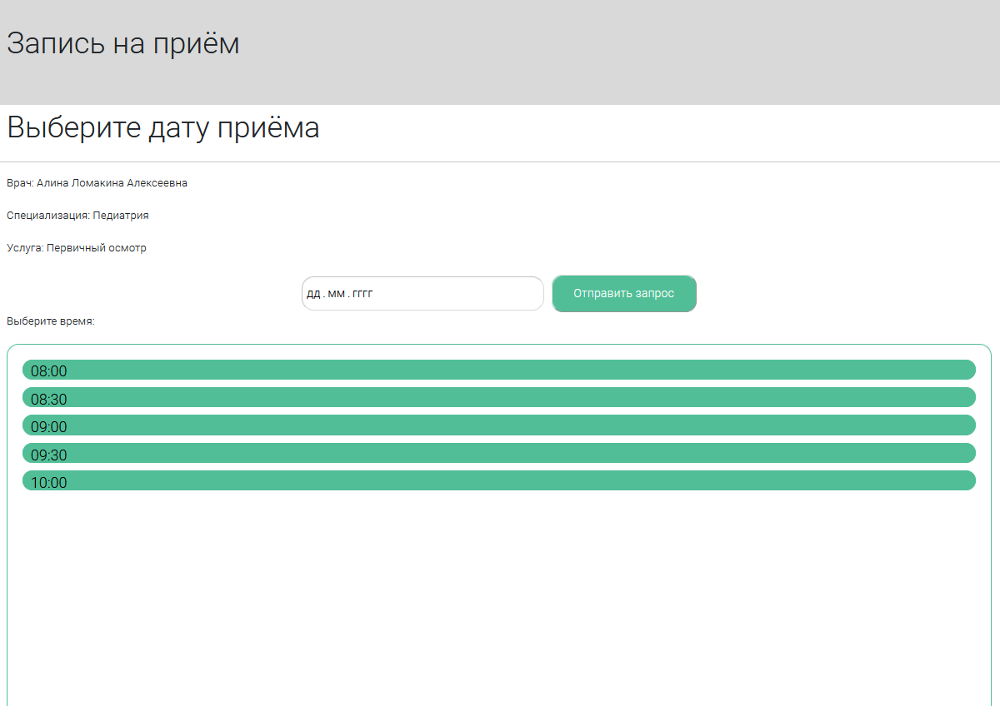 Запись на приём
Выберите дату приёма
Врач: Алина Ломакина Алексеевна
Специализация: Педиатрия
Услуга: Первичный осмотр
дд . мм . гггг
Отправить запрос
Выберите время:
08:00
08:30
09:00
09:30
10:00